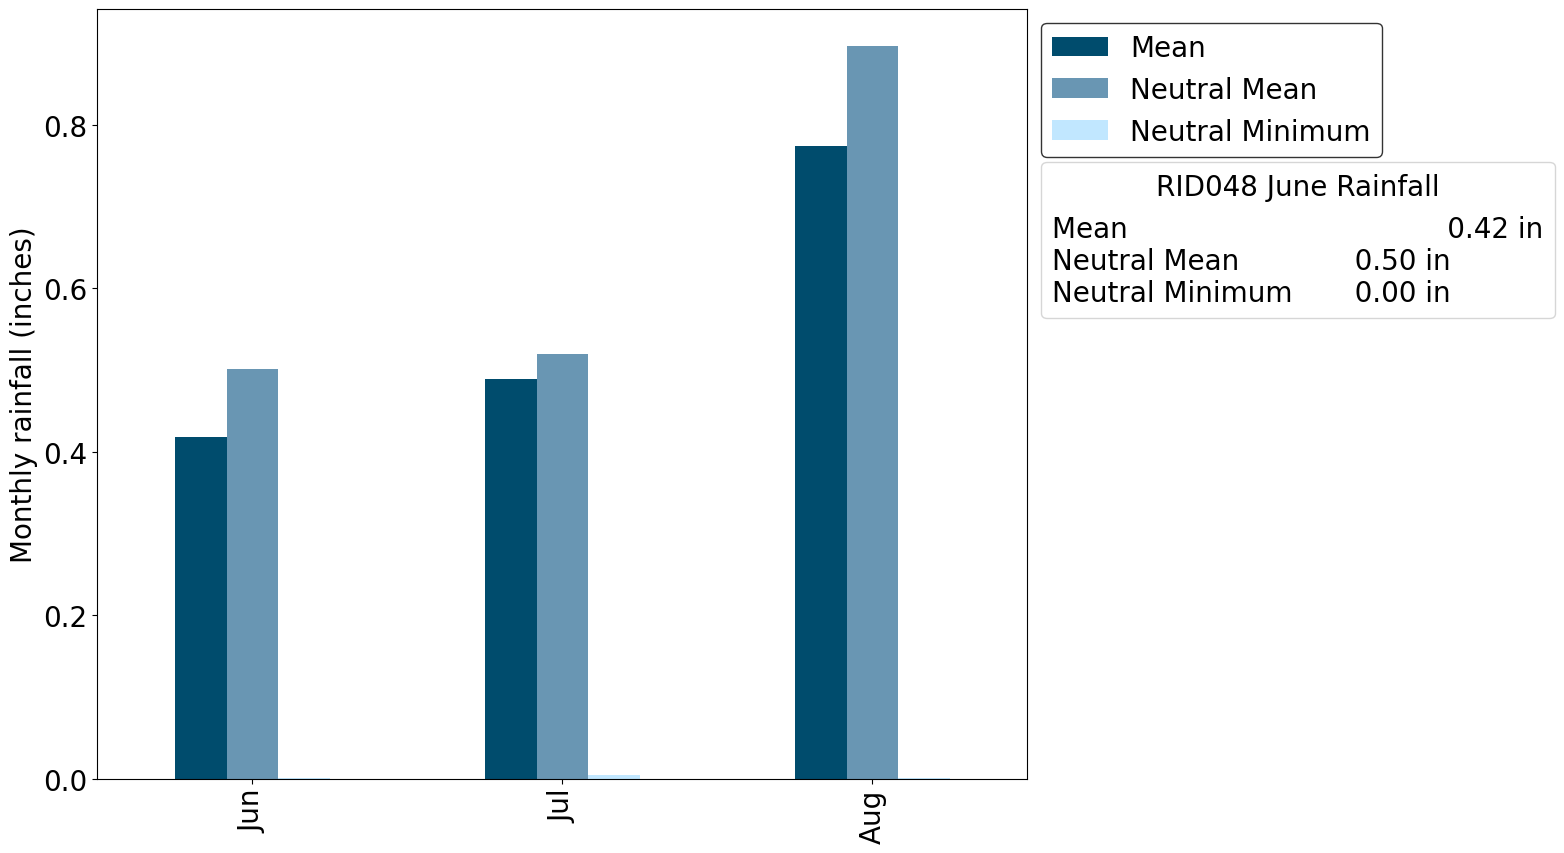 Monthly rainfall (inches)
0.8
0.6
0.4
0.2
0.0
Jun
Jul
Aug
Mean
Neutral Mean
Neutral Minimum
RID048 June Rainfall
Mean 0.42 in
Neutral Mean 0.50 in
Neutral Minimum 0.00 in